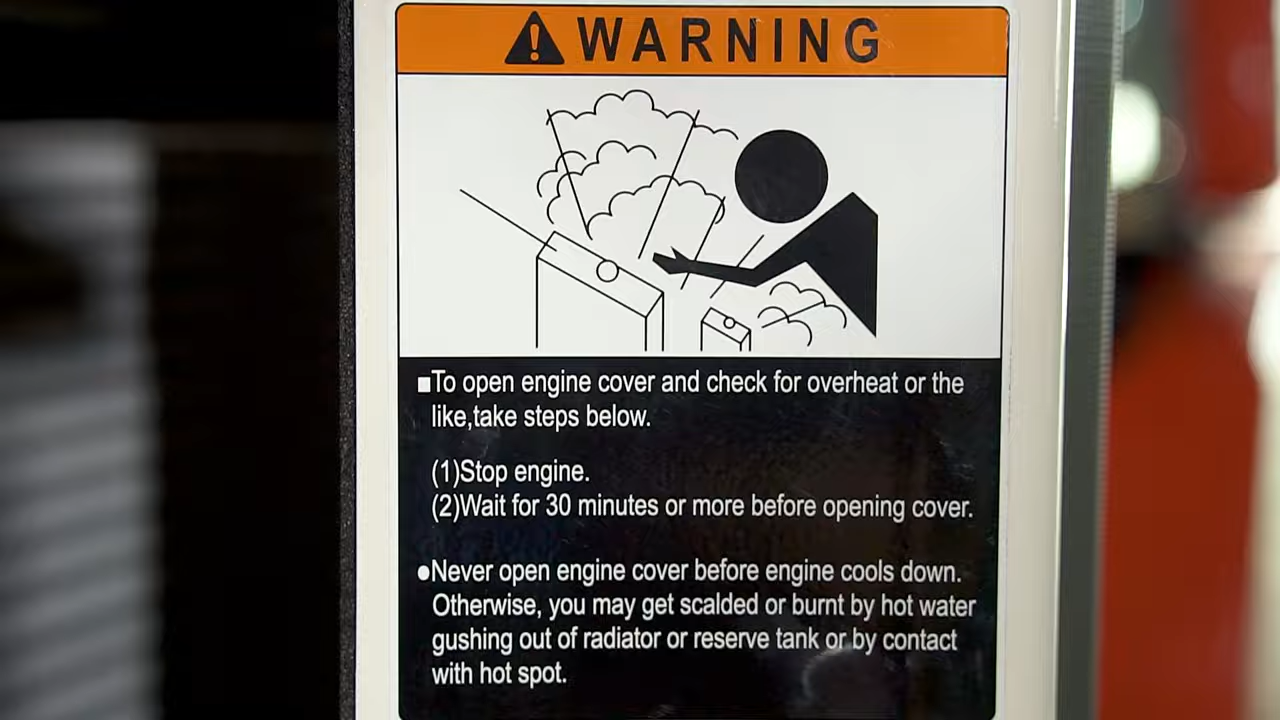 WARNING
■To open engine cover and check for overheat or the
like,take steps below.
(1)Stop engine.
(2)Wait for 30 minutes or more before opening cover.
●Never open engine cover before engine cools down.
Otherwise, you may get scalded or burnt by hot water
gushing out of radiator or reserve tank or by contact
with hot spot.